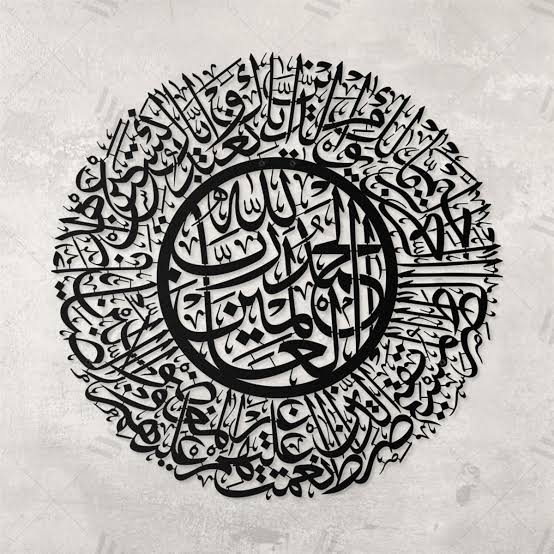 الحمد لله رب العالمين
الرحمن الرحيم مالك يوم الدين إياك نعبد وإياك نستعين اهدنا الصراط المستقيم صراط الذين أنعمت عليهم غير المغضوب عليهم ولا الضالين